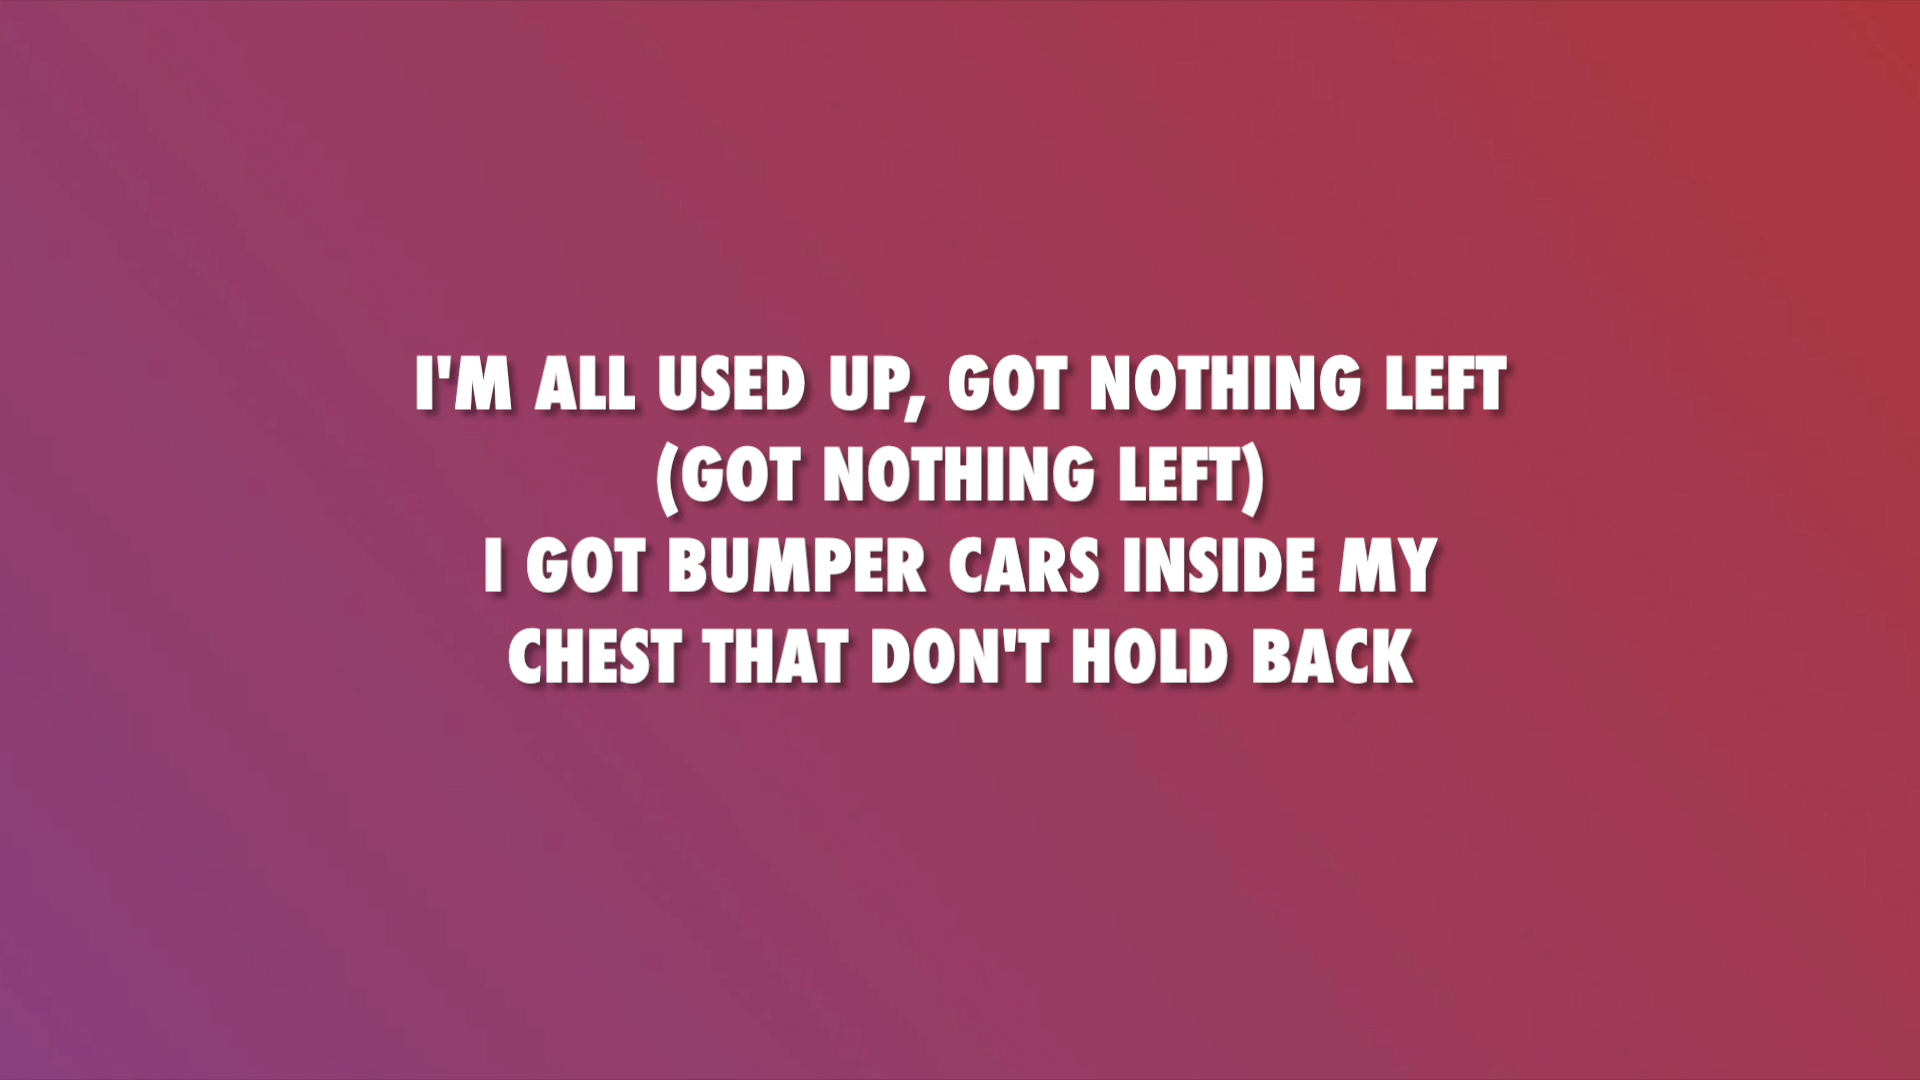 I'M ALL USED UP, GOT NOTHING LEFT
(GOT NOTHING LEFT)
I GOT BUMPER CARS INSIDE MY
CHEST THAT DON'T HOLD BACK